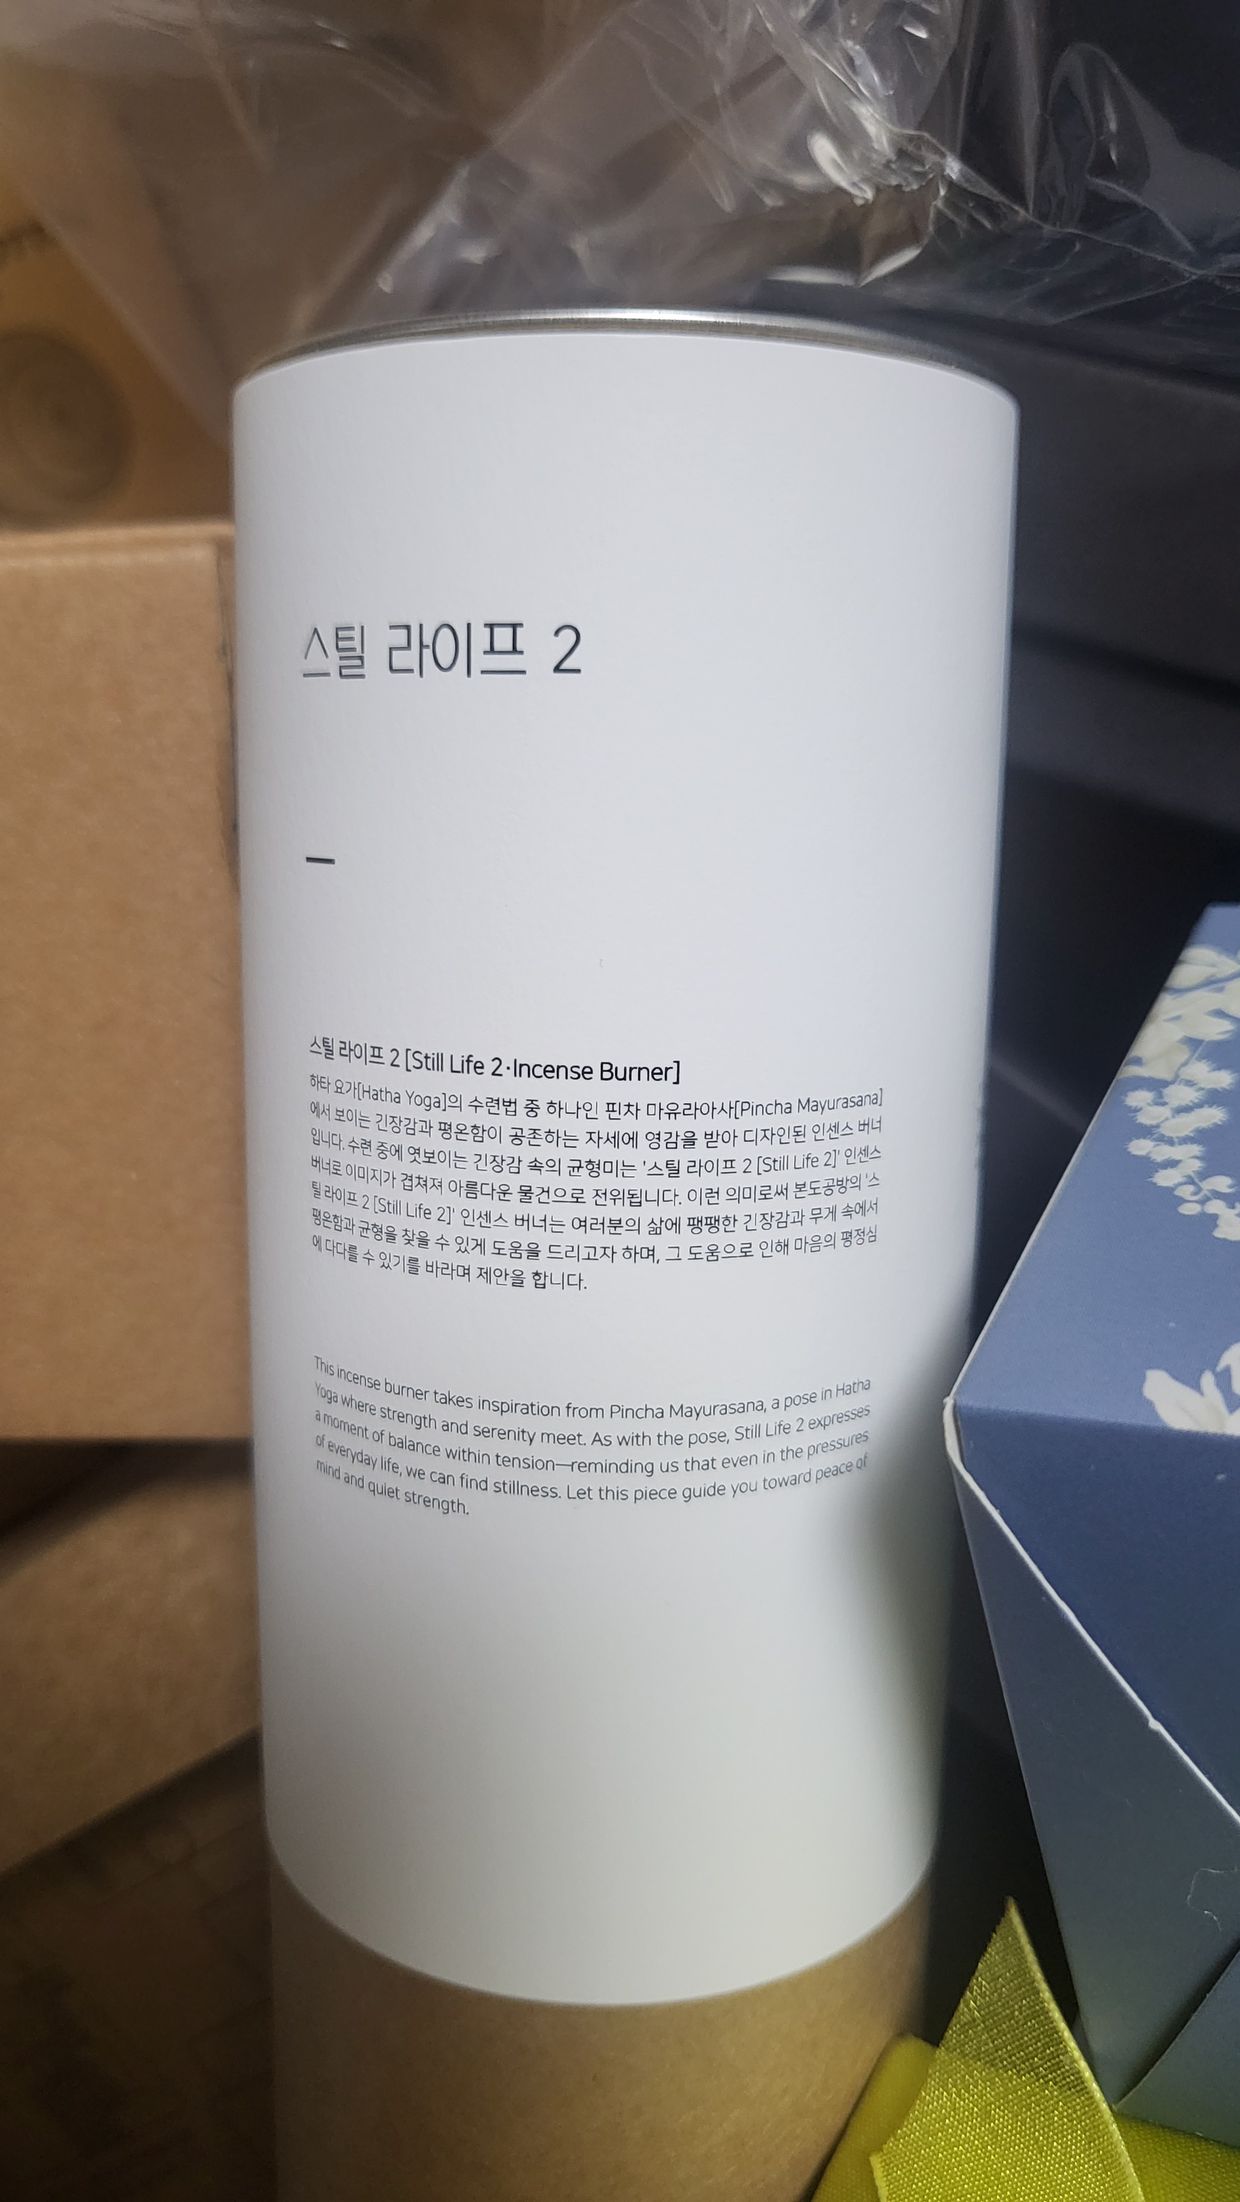 스틸 라이프 2
—
스틸 라이프 2 [Still Life 2·Incense Burner]
하타 요가[Hatha Yoga]의 수련법 중 하나인 핀차 마유라아사[Pincha Mayurasana]
에서 보이는 긴장감과 평온함이 공존하는 자세에 영감을 받아 디자인된 인센스 버너
입니다. 수련 중에 엿보이는 긴장감 속의 균형미는 '스틸 라이프 2 [Still Life 2]' 인센스
버너로 이미지가 겹쳐져 아름다운 물건으로 전위됩니다. 이런 의미로써 본도공방의 '스
틸 라이프 2 [Still Life 2]' 인센스 버너는 여러분의 삶에 팽팽한 긴장감과 무게 속에서
평온함과 균형을 찾을 수 있게 도움을 드리고자 하며, 그 도움으로 인해 마음의 평정심
에 다다를 수 있기를 바라며 제안을 합니다.
This incense burner takes inspiration from Pincha Mayurasana, a pose in Hatha
Yoga where strength and serenity meet. As with the pose, Still Life 2 expresses
a moment of balance within tension—reminding us that even in the pressures
of everyday life, we can find stillness. Let this piece guide you toward peace of
mind and quiet strength.